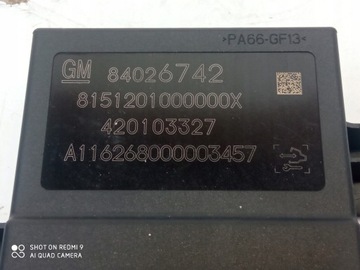 >PA66-GF13<
GM 84026742
8151201000000X
420103327
A116268000003457
SHOT ON REDMI 9
AI QUAD CAMERA